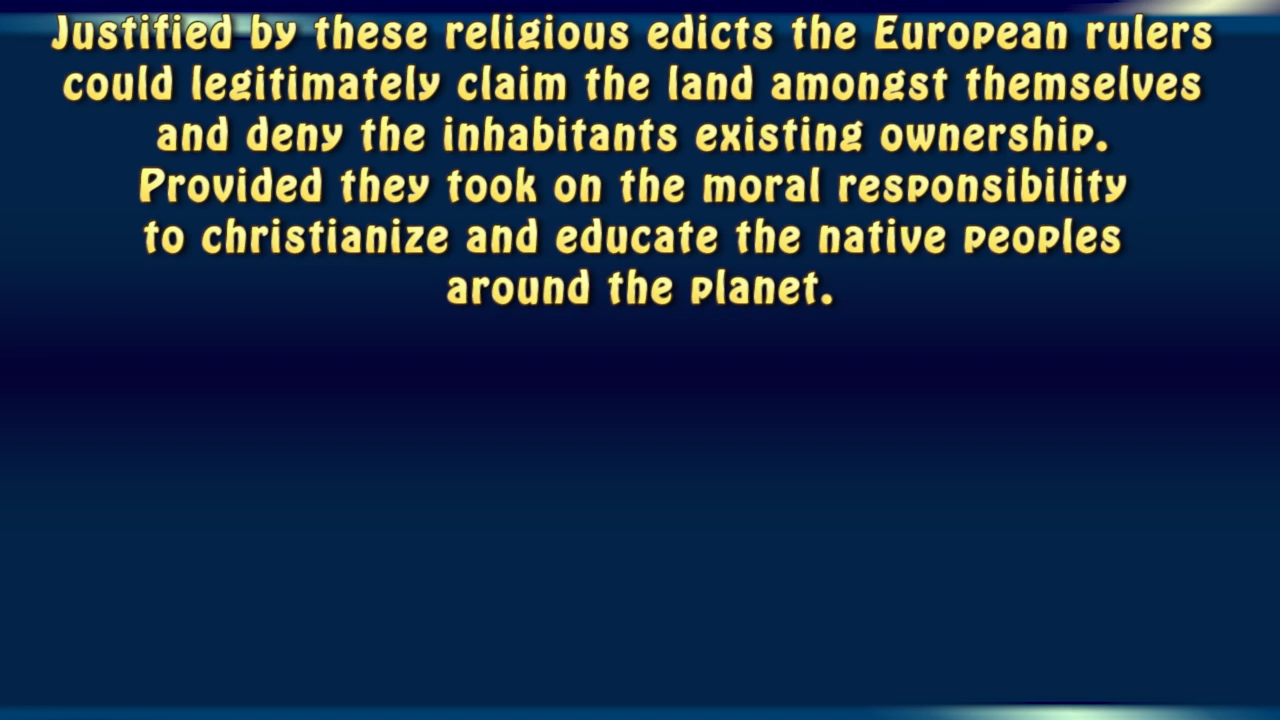 Justified by these religious edicts the European rulers
could legitimately claim the land amongst themselves
and deny the inhabitants existing ownership.
Provided they took on the moral responsibility
to christianize and educate the native peoples
around the planet.